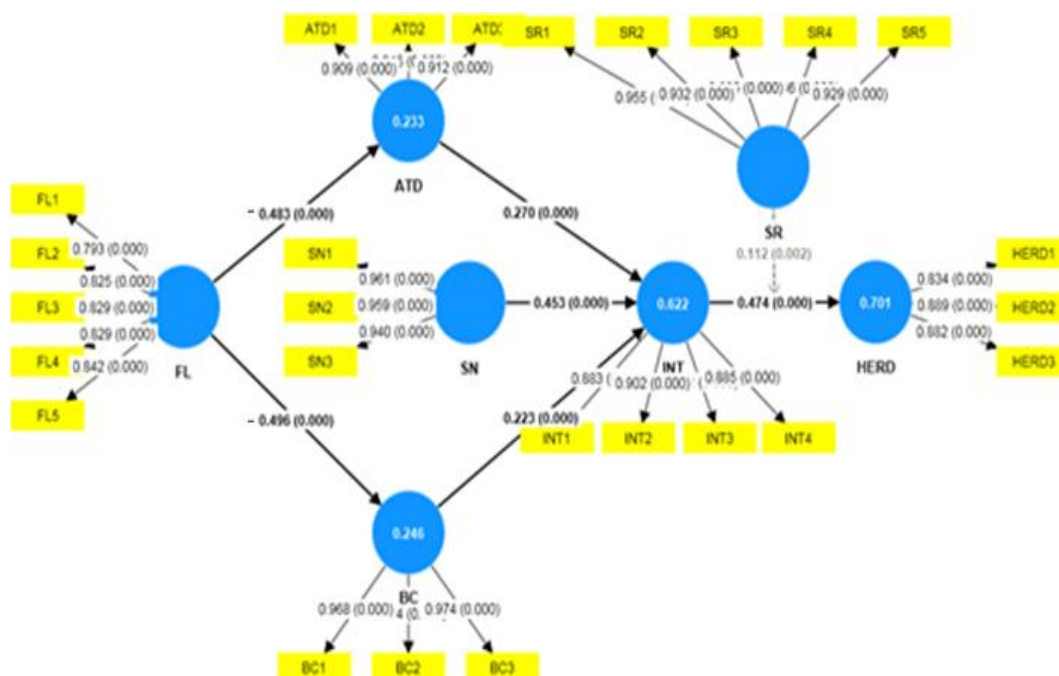 ATD1
ATD2
SR1
SR2
SR3
SR4
SR5
0.909 (0.000)
0.912 (0.000)
0.955
0.932 (0.000)
(0.000)
0.929 (0.000)
0.233
ATD
FL1
FL2
FL3
FL4
FL5
0.793 (0.000)
0.825 (0.000)
0.829 (0.000)
0.829 (0.000)
0.842 (0.000)
FL
- 0.483 (0.000)
- 0.496 (0.000)
SN1
SN2
SN3
0.961 (0.000)
0.959 (0.000)
0.940 (0.000)
SN
0.270 (0.000)
0.453 (0.000)
0.223 (0.000)
SR
0.112 (0.002)
0.622
INT
0.474 (0.000)
0.701
HERD
0.834 (0.000)
0.889 (0.000)
0.882 (0.000)
HERD1
HERD2
HERD3
0.883
0.902 (0.000)
0.885 (0.000)
INT1
INT2
INT3
INT4
0.246
BC
0.968 (0.000)
0.974 (0.000)
BC1
BC2
BC3